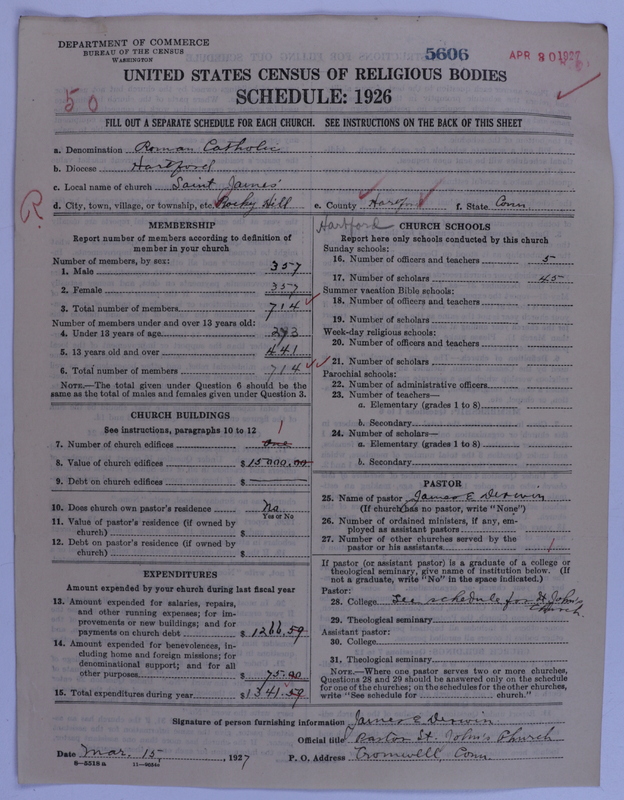 DEPARTMENT OF COMMERCE
BUREAU OF THE CENSUS
WASHINGTON
5606
APR 30 1927
UNITED STATES CENSUS OF RELIGIOUS BODIES
SCHEDULE: 1926
50
FILL OUT A SEPARATE SCHEDULE FOR EACH CHURCH. SEE INSTRUCTIONS ON THE BACK OF THIS SHEET
a. Denomination Roman Catholic
b. Diocese Hartford
c. Local name of church Saint James'
d. City, town, village, or township, etc. Rocky Hill e. County Hartford f. State Conn.
R.
Hartford
MEMBERSHIP
Report number of members according to definition of
member in your church
Number of members, by sex:
1. Male 357
2. Female 357
3. Total number of members 714
Number of members under and over 13 years old:
4. Under 13 years of age 273
5. 13 years old and over 441
6. Total number of members 714
NOTE.—The total given under Question 6 should be the
same as the total of males and females given under Question 3.
CHURCH BUILDINGS
See instructions, paragraphs 10 to 12
1
7. Number of church edifices One
8. Value of church edifices $15000.00
9. Debt on church edifices $
10. Does church own pastor's residence No
Yes or No
11. Value of pastor's residence (if owned by
church) $
12. Debt on pastor's residence (if owned by
church) $
EXPENDITURES
Amount expended by your church during last fiscal year
13. Amount expended for salaries, repairs,
and other running expenses; for im-
provements or new buildings; and for
payments on church debt $1266.59
14. Amount expended for benevolences, in-
cluding home and foreign missions; for
denominational support; and for all
other purposes $75.00
15. Total expenditures during year $1341.59
CHURCH SCHOOLS
Report here only schools conducted by this church
Sunday schools:
16. Number of officers and teachers 5
17. Number of scholars 45
Summer vacation Bible schools:
18. Number of officers and teachers
19. Number of scholars
Week-day religious schools:
20. Number of officers and teachers
21. Number of scholars
Parochial schools:
22. Number of administrative officers
23. Number of teachers—
a. Elementary (grades 1 to 8)
b. Secondary
24. Number of scholars—
a. Elementary (grades 1 to 8)
b. Secondary
PASTOR
25. Name of pastor James E. Derwin
(If church has no pastor, write "None")
26. Number of ordained ministers, if any, em-
ployed as assistant pastors
27. Number of other churches served by the
pastor or his assistants 1
If pastor (or assistant pastor) is a graduate of a college or
theological seminary, give name of institution below. (If
not a graduate, write "No" in the space indicated.)
Pastor:
28. College See schedule for St. John's
Church.
29. Theological seminary
Assistant pastor:
30. College
31. Theological seminary
NOTE.—Where one pastor serves two or more churches,
Questions 28 and 29 should be answered only on the schedule
for one of the churches; on the schedules for the other churches,
write "See schedule for church."
Signature of person furnishing information James E. Derwin
Official title Pastor St. John's Church
Date Mar. 15, 1927 P. O. Address Cromwell, Conn.
8-5518a